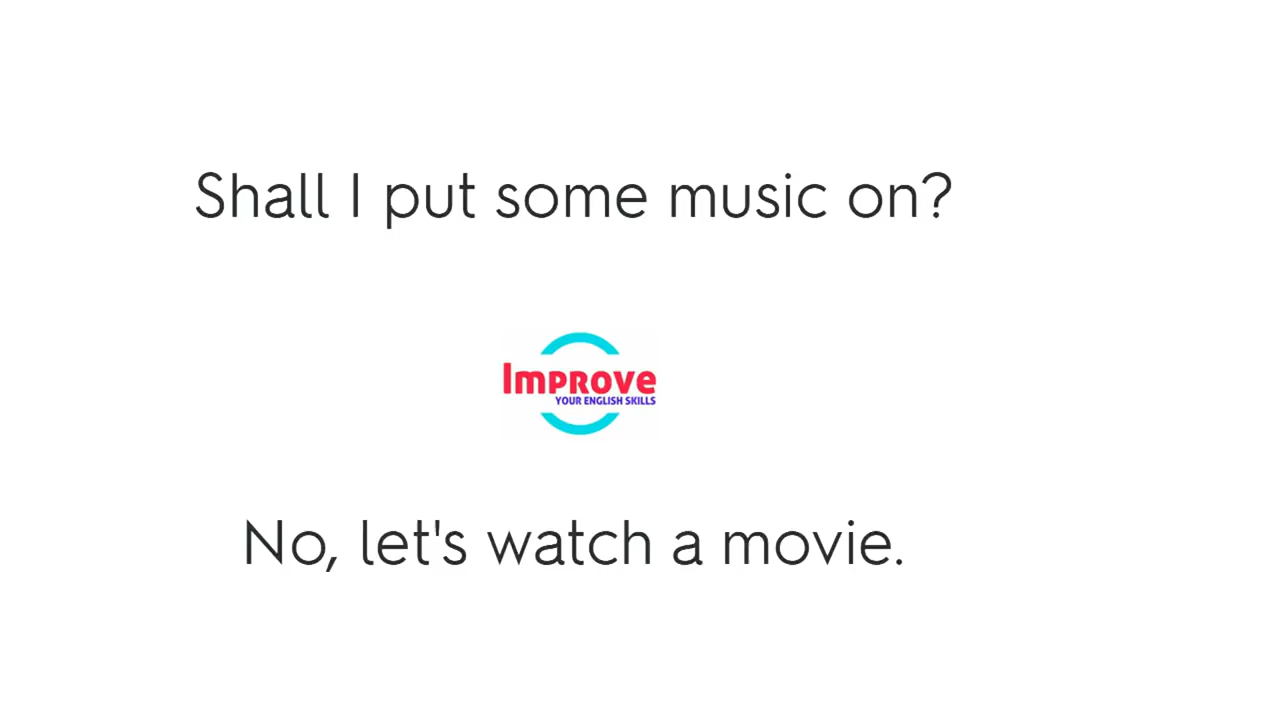 Shall I put some music on?
Improve
YOUR ENGLISH SKILLS
No, let's watch a movie.